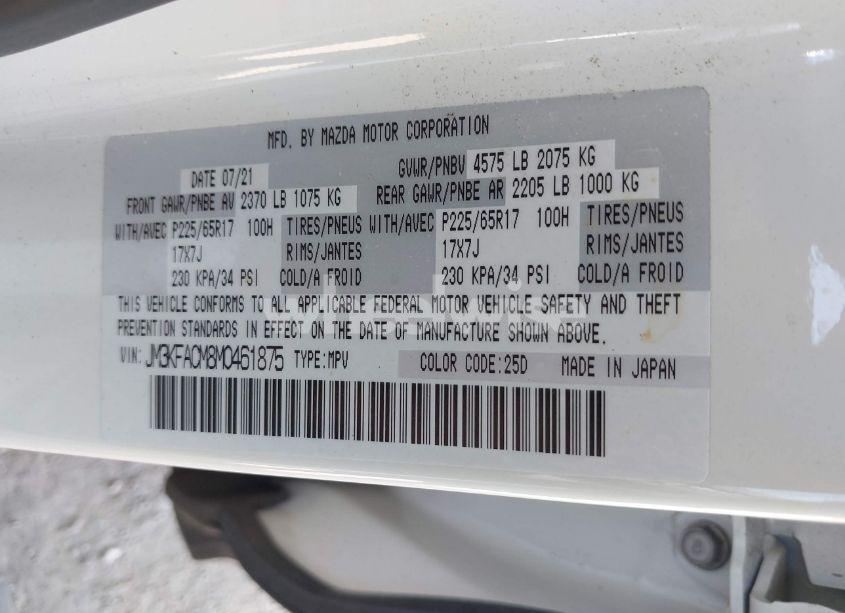 MFD. BY MAZDA MOTOR CORPORATION
DATE 07/21 GVWR/PNBV 4575 LB 2075 KG
FRONT GAWR/PNBE AV 2370 LB 1075 KG REAR GAWR/PNBE AR 2205 LB 1000 KG
WITH/AVEC P225/65R17 100H TIRES/PNEUS WITH/AVEC P225/65R17 100H TIRES/PNEUS
17X7J RIMS/JANTES 17X7J RIMS/JANTES
230 KPA/34 PSI COLD/A FROID 230 KPA/34 PSI COLD/A FROID
THIS VEHICLE CONFORMS TO ALL APPLICABLE FEDERAL MOTOR VEHICLE SAFETY AND THEFT
PREVENTION STANDARDS IN EFFECT ON THE DATE OF MANUFACTURE SHOWN ABOVE.
VIN: JM3KFACM8M0461875 TYPE:MPV COLOR CODE:25D MADE IN JAPAN